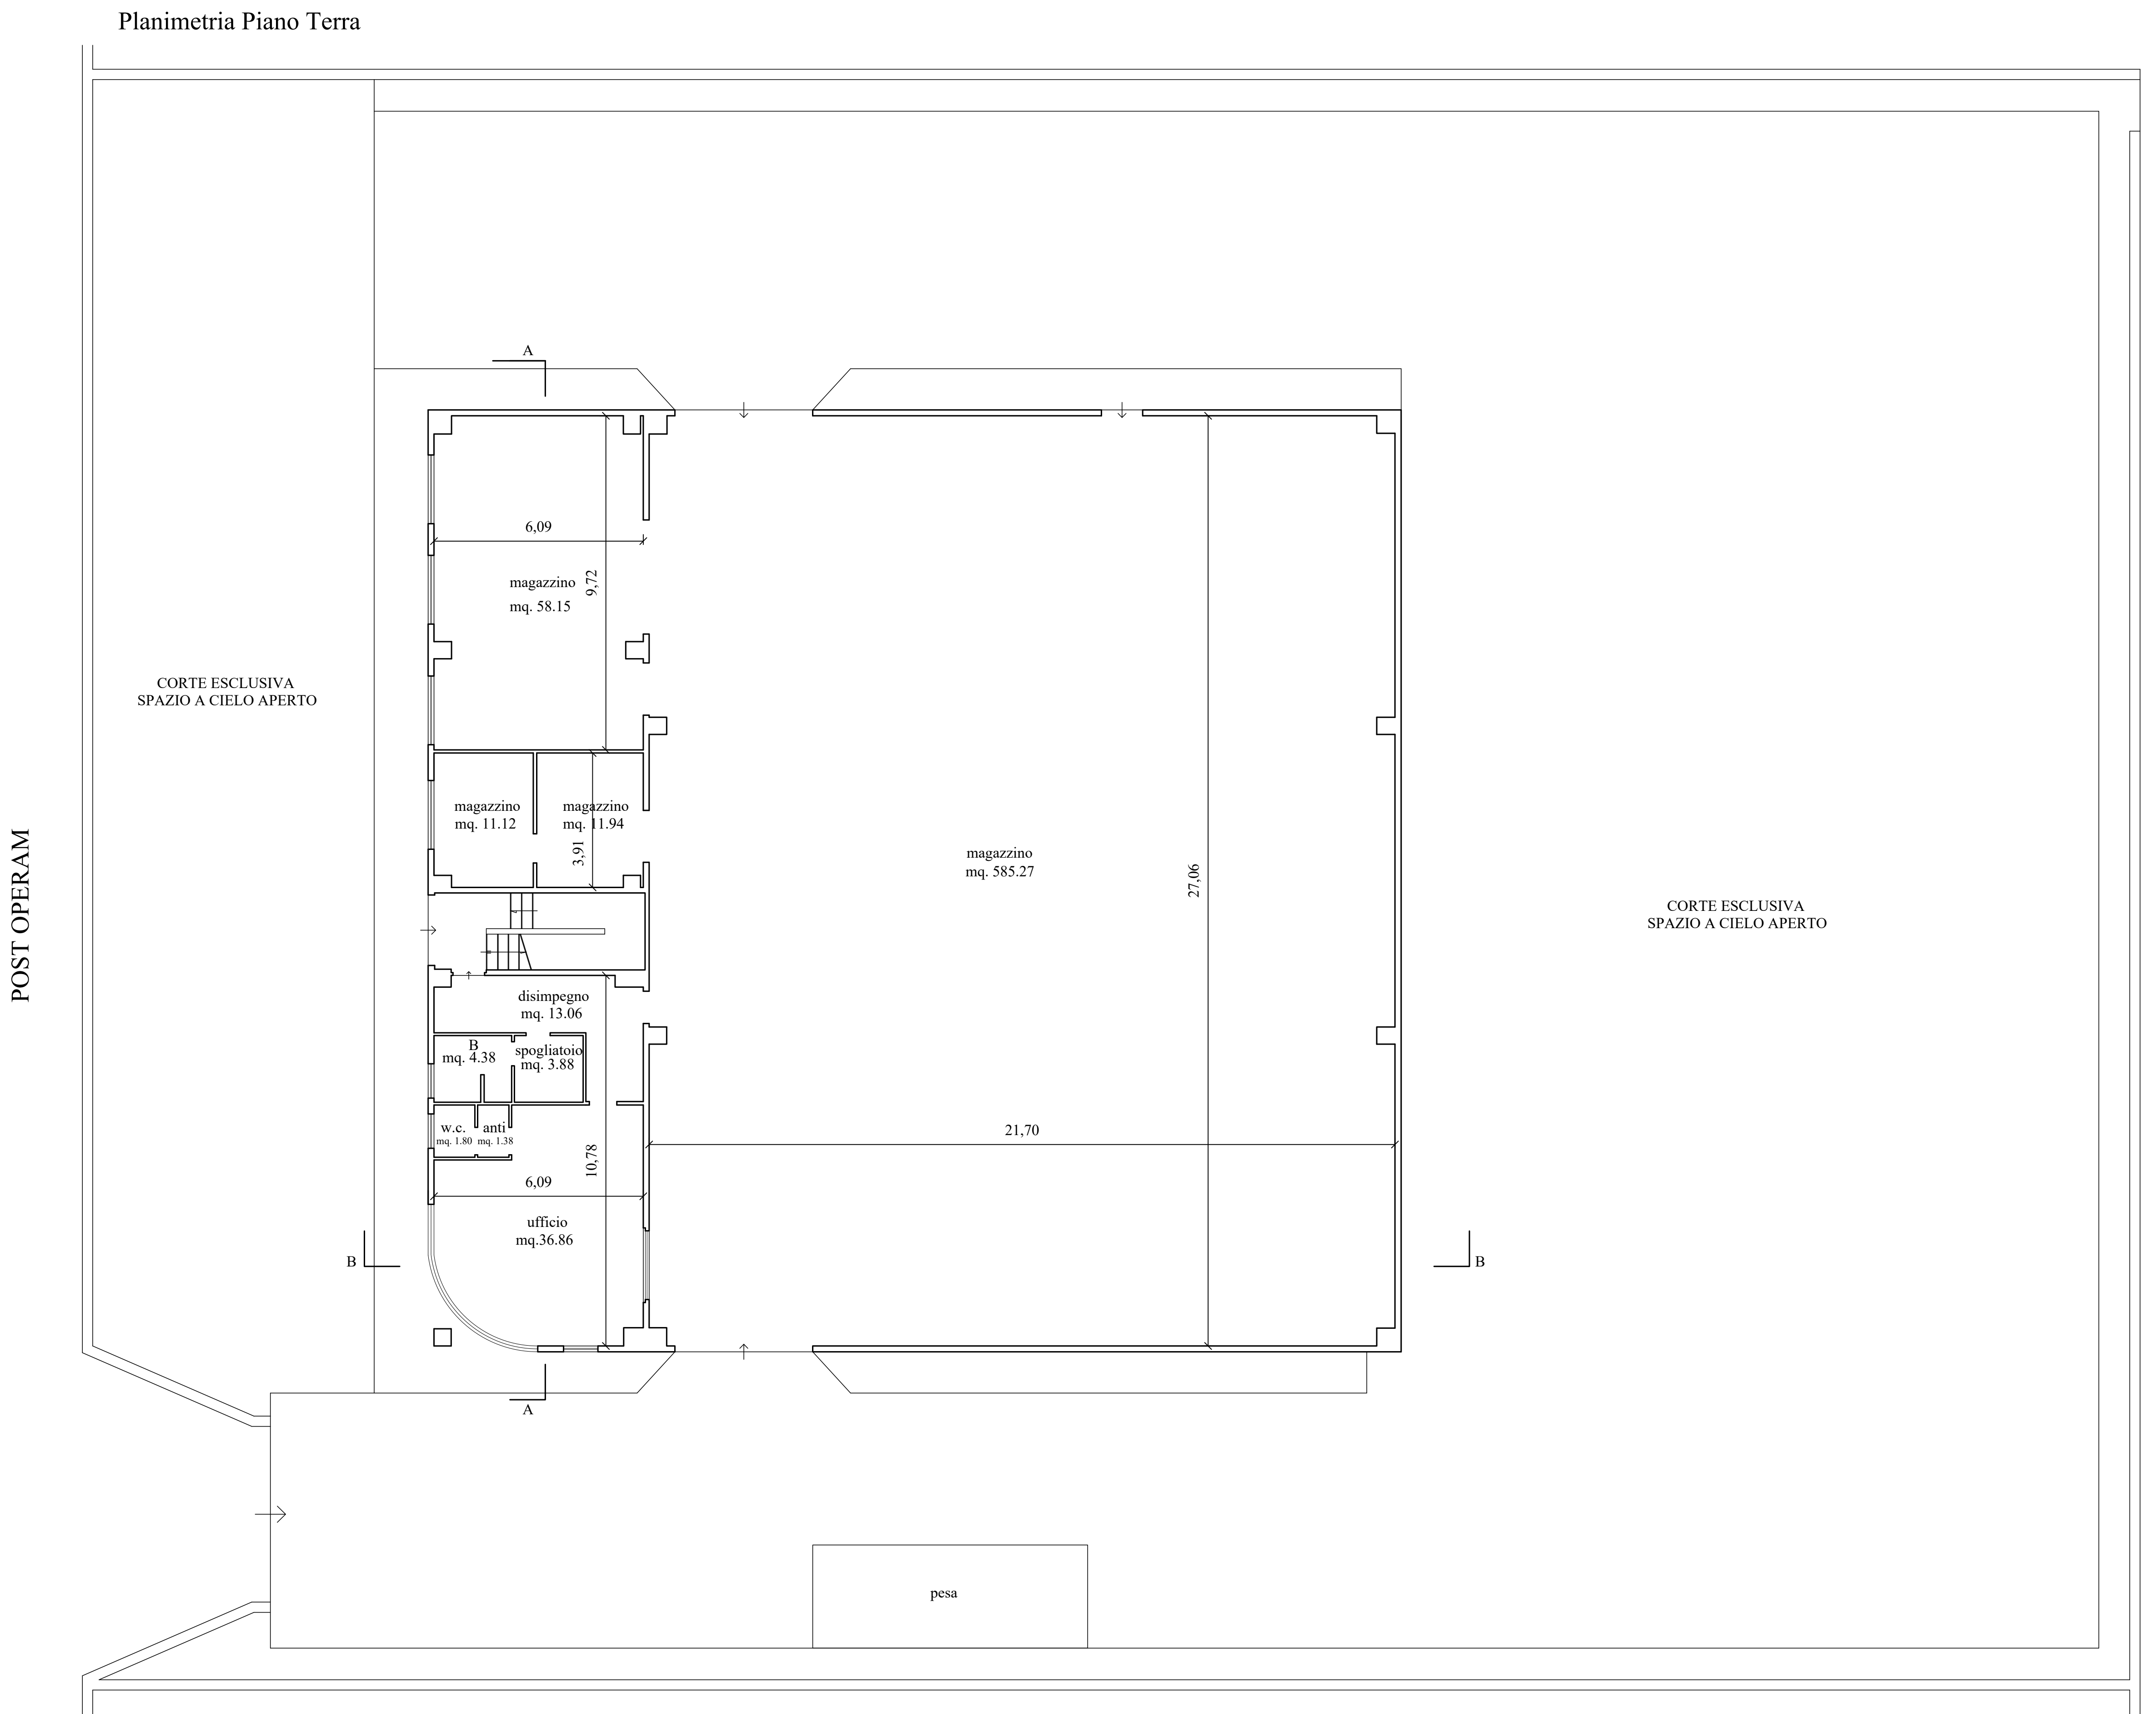 Planimetria Piano Terra
POST OPERAM
A
6,09
9,72
magazzino
mq. 58.15
CORTE ESCLUSIVA
SPAZIO A CIELO APERTO
magazzino
mq. 11.12
magazzino
mq. 11.94
3,91
magazzino
mq. 585.27
27,06
CORTE ESCLUSIVA
SPAZIO A CIELO APERTO
disimpegno
mq. 13.06
B
mq. 4.38
spogliatoio
mq. 3.88
w.c.
mq. 1.80
anti
mq. 1.38
10,78
21,70
6,09
ufficio
mq.36.86
B
B
A
pesa